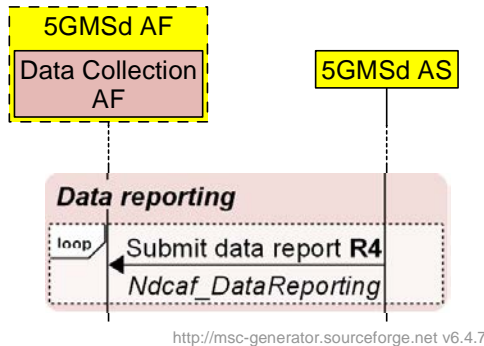 5GMSd AF
Data Collection
AF
5GMSd AS
Data reporting
loop
Submit data report R4
Ndcaf_DataReporting
http://msc-generator.sourceforge.net v6.4.7